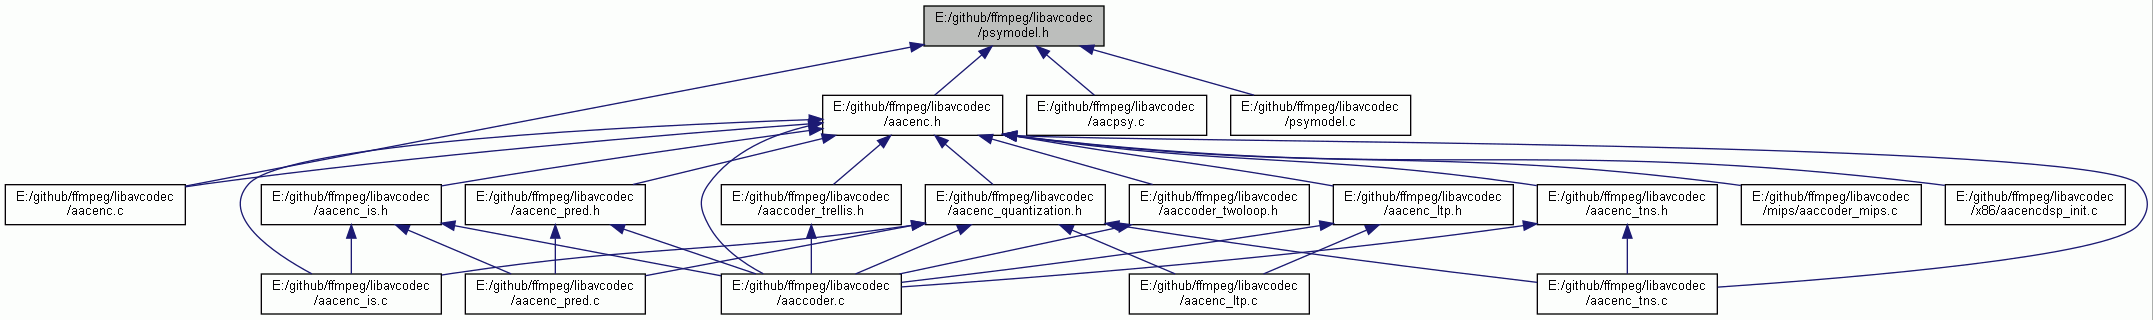 E:/github/ffmpeg/libavcodec
/psymodel.h
E:/github/ffmpeg/libavcodec
/aacenc.h
E:/github/ffmpeg/libavcodec
/aacpsy.c
E:/github/ffmpeg/libavcodec
/psymodel.c
E:/github/ffmpeg/libavcodec
/aacenc.c
E:/github/ffmpeg/libavcodec
/aacenc_is.h
E:/github/ffmpeg/libavcodec
/aacenc_pred.h
E:/github/ffmpeg/libavcodec
/aaccoder_trellis.h
E:/github/ffmpeg/libavcodec
/aacenc_quantization.h
E:/github/ffmpeg/libavcodec
/aaccoder_twoloop.h
E:/github/ffmpeg/libavcodec
/aacenc_ltp.h
E:/github/ffmpeg/libavcodec
/aacenc_tns.h
E:/github/ffmpeg/libavcodec
/mips/aaccoder_mips.c
E:/github/ffmpeg/libavcodec
/x86/aacencdsp_init.c
E:/github/ffmpeg/libavcodec
/aacenc_is.c
E:/github/ffmpeg/libavcodec
/aacenc_pred.c
E:/github/ffmpeg/libavcodec
/aaccoder.c
E:/github/ffmpeg/libavcodec
/aacenc_ltp.c
E:/github/ffmpeg/libavcodec
/aacenc_tns.c